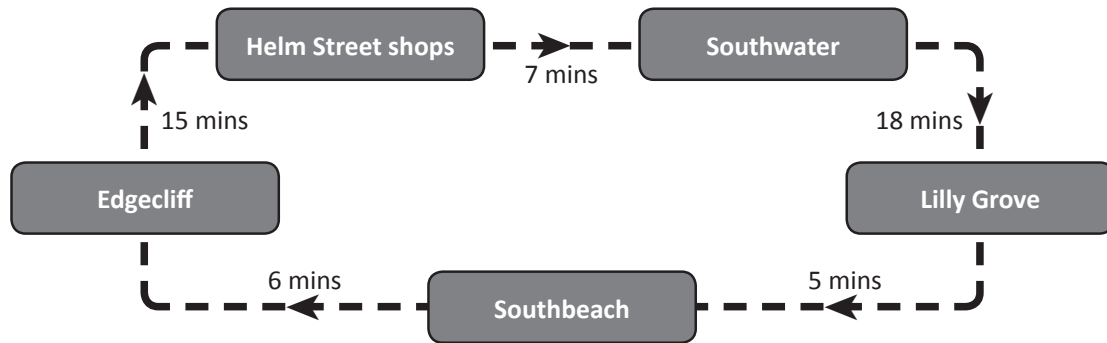 Helm Street shops
7 mins
Southwater
15 mins
18 mins
Edgecliff
Lilly Grove
6 mins
Southbeach
5 mins